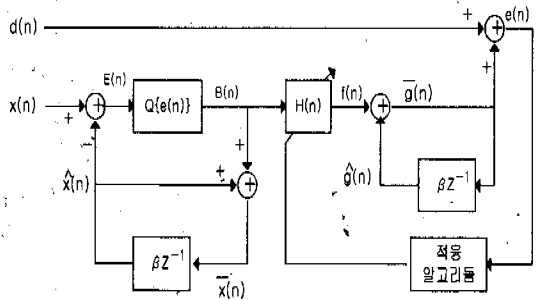 d(n)
+
e(n)
+
E(n)
B(n)
f(n)
g̅(n)
x(n)
+
Q{e(n)}
H(n)
+
x̂(n)
+
ĝ(n)
βZ⁻¹
βZ⁻¹
x̅(n)
적응
알고리듬